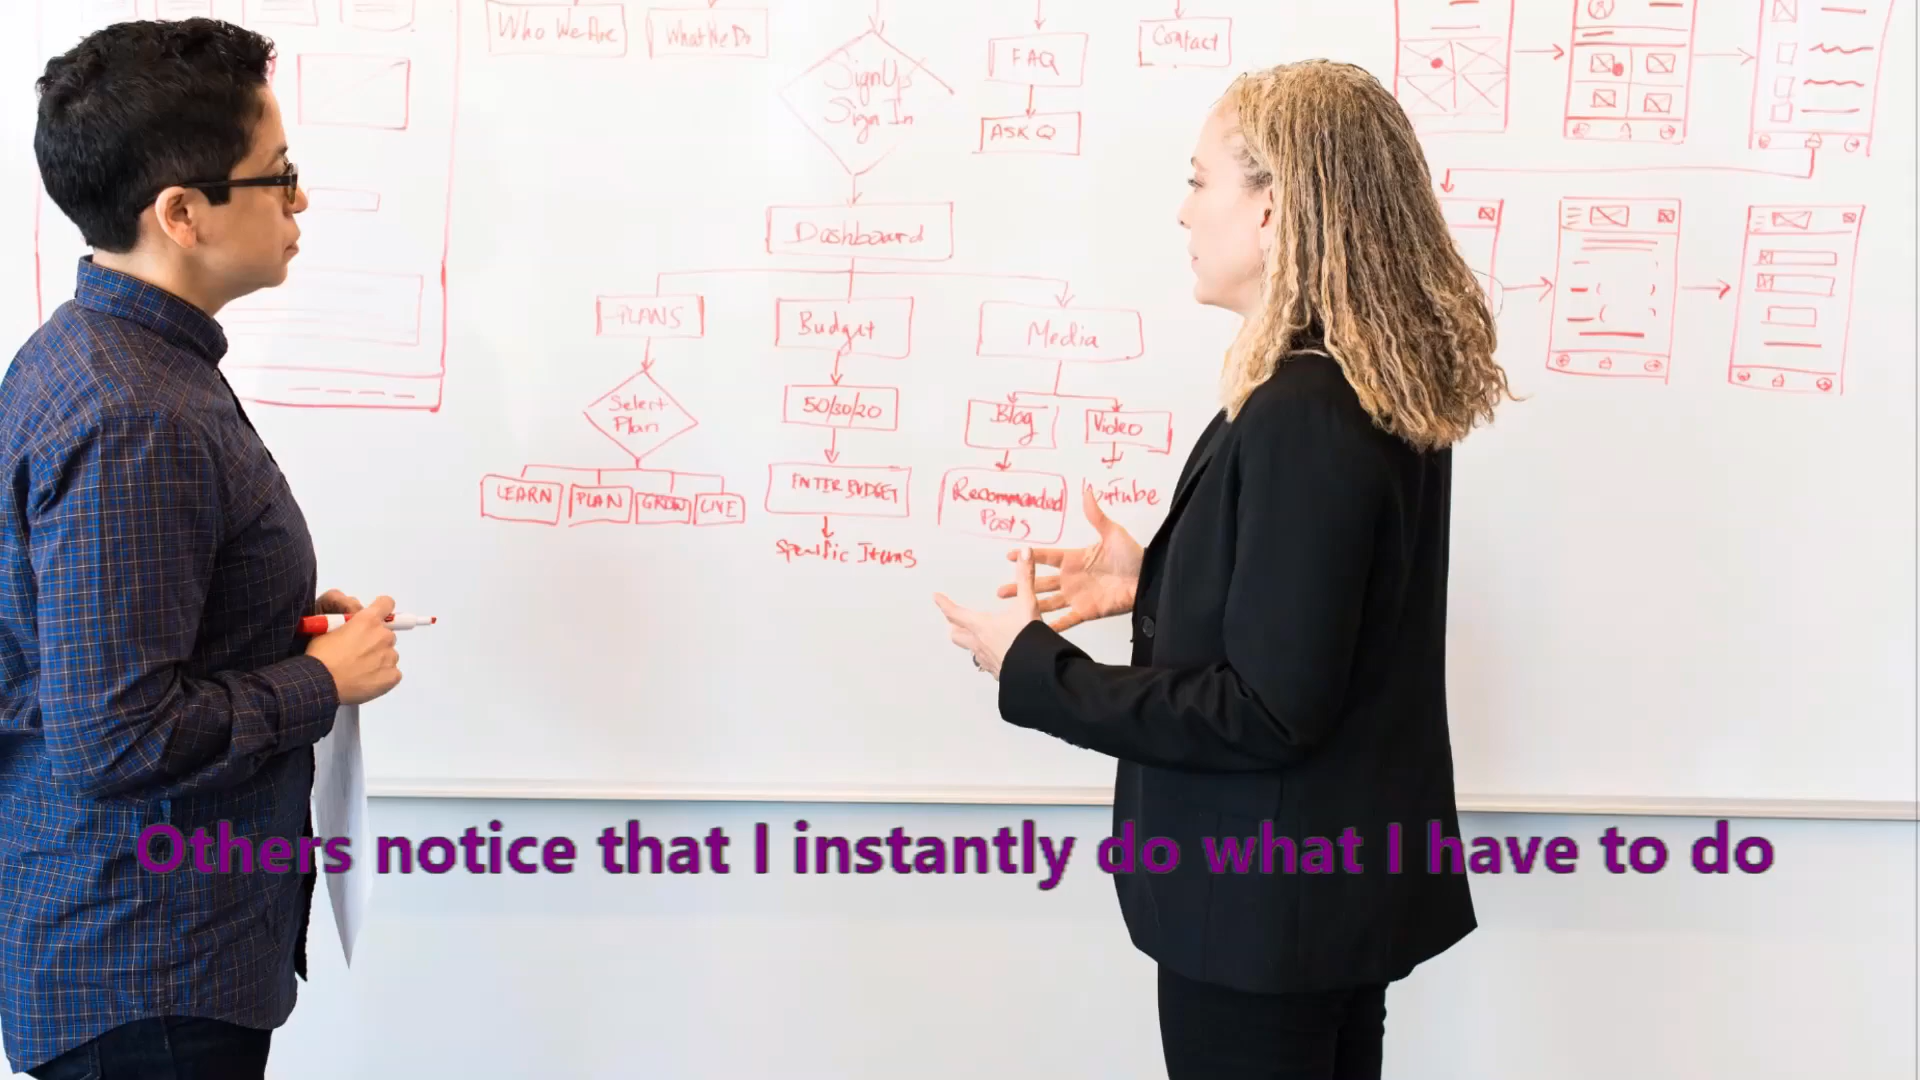 Who We Are
What We Do
SignUp
Sign In
FAQ
ASK Q
Contact
Dashboard
PLANS
Budget
Media
Select
Plan
50/30/20
Blog
Video
LEARN
PLAN
GROW
LIVE
ENTER BUDGET
Recommended
Posts
YouTube
Specific Items
Others notice that I instantly do what I have to do